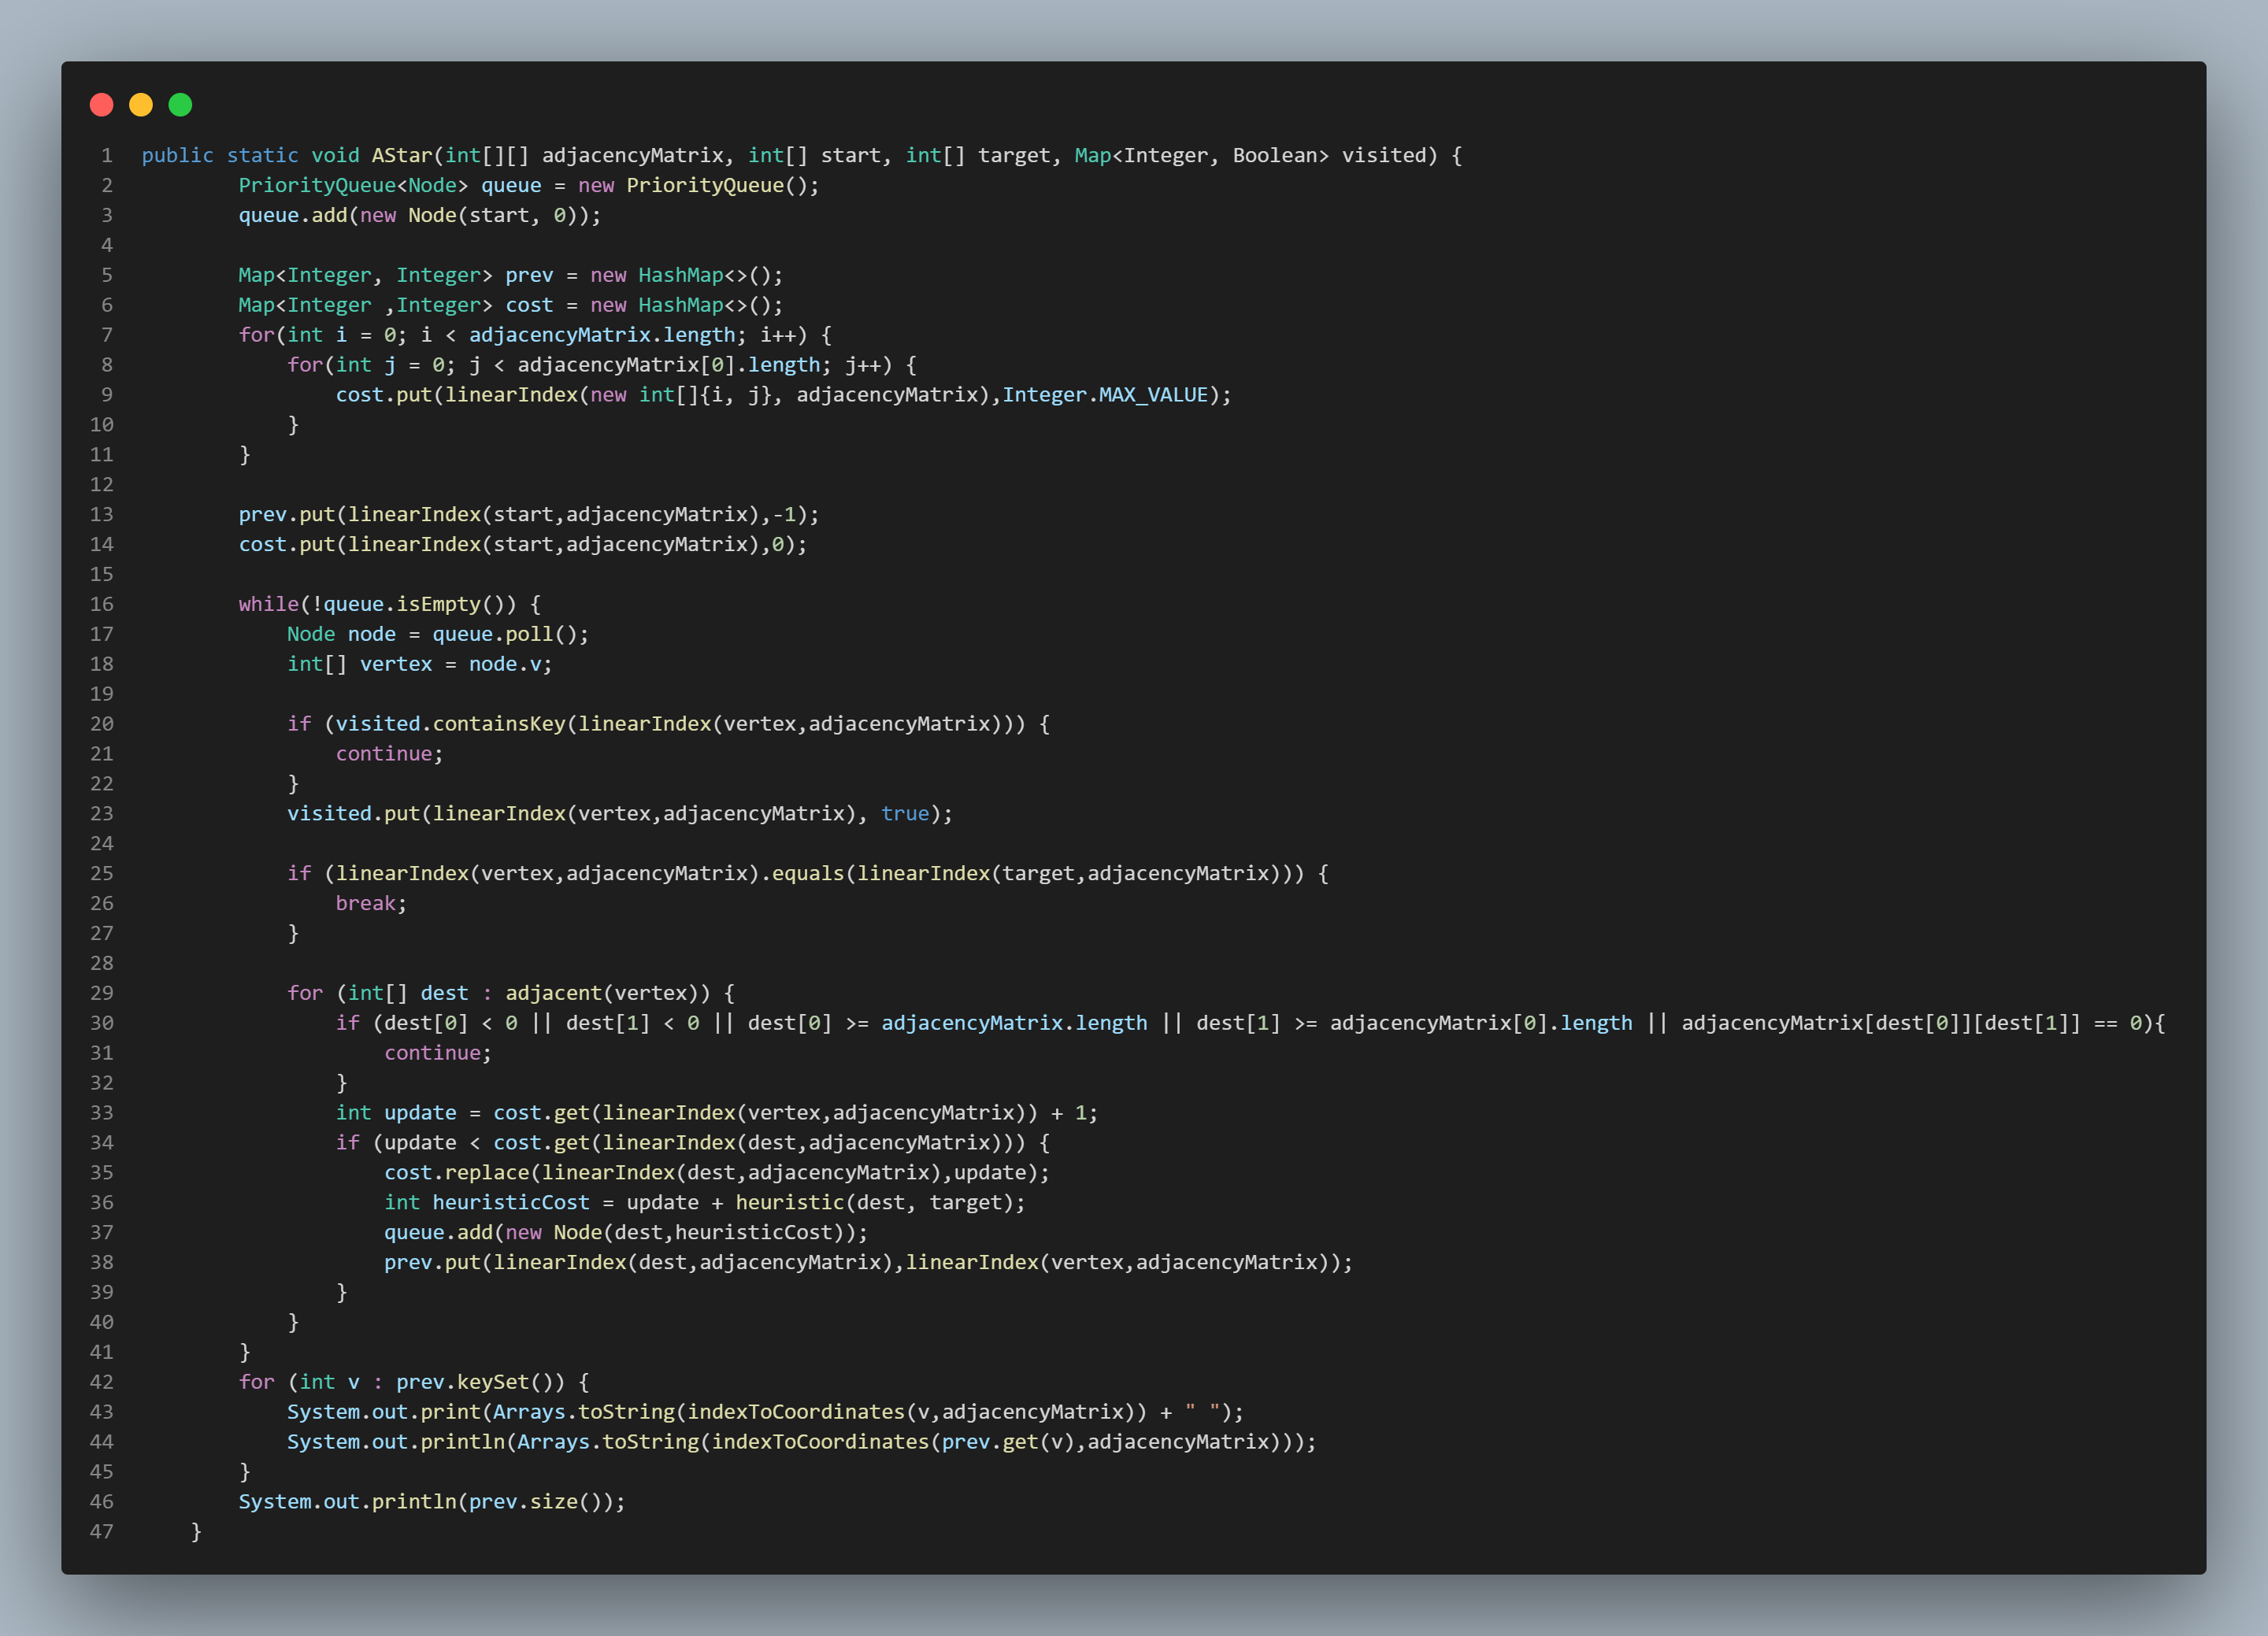 1 public static void AStar(int[][] adjacencyMatrix, int[] start, int[] target, Map<Integer, Boolean> visited) {
2         PriorityQueue<Node> queue = new PriorityQueue();
3         queue.add(new Node(start, 0));
4
5         Map<Integer, Integer> prev = new HashMap<>();
6         Map<Integer ,Integer> cost = new HashMap<>();
7         for(int i = 0; i < adjacencyMatrix.length; i++) {
8             for(int j = 0; j < adjacencyMatrix[0].length; j++) {
9                 cost.put(linearIndex(new int[]{i, j}, adjacencyMatrix),Integer.MAX_VALUE);
10             }
11         }
12
13         prev.put(linearIndex(start,adjacencyMatrix),-1);
14         cost.put(linearIndex(start,adjacencyMatrix),0);
15
16         while(!queue.isEmpty()) {
17             Node node = queue.poll();
18             int[] vertex = node.v;
19
20             if (visited.containsKey(linearIndex(vertex,adjacencyMatrix))) {
21                 continue;
22             }
23             visited.put(linearIndex(vertex,adjacencyMatrix), true);
24
25             if (linearIndex(vertex,adjacencyMatrix).equals(linearIndex(target,adjacencyMatrix))) {
26                 break;
27             }
28
29             for (int[] dest : adjacent(vertex)) {
30                 if (dest[0] < 0 || dest[1] < 0 || dest[0] >= adjacencyMatrix.length || dest[1] >= adjacencyMatrix[0].length || adjacencyMatrix[dest[0]][dest[1]] == 0){
31                     continue;
32                 }
33                 int update = cost.get(linearIndex(vertex,adjacencyMatrix)) + 1;
34                 if (update < cost.get(linearIndex(dest,adjacencyMatrix))) {
35                     cost.replace(linearIndex(dest,adjacencyMatrix),update);
36                     int heuristicCost = update + heuristic(dest, target);
37                     queue.add(new Node(dest,heuristicCost));
38                     prev.put(linearIndex(dest,adjacencyMatrix),linearIndex(vertex,adjacencyMatrix));
39                 }
40             }
41         }
42         for (int v : prev.keySet()) {
43             System.out.print(Arrays.toString(indexToCoordinates(v,adjacencyMatrix)) + " ");
44             System.out.println(Arrays.toString(indexToCoordinates(prev.get(v),adjacencyMatrix)));
45         }
46         System.out.println(prev.size());
47     }